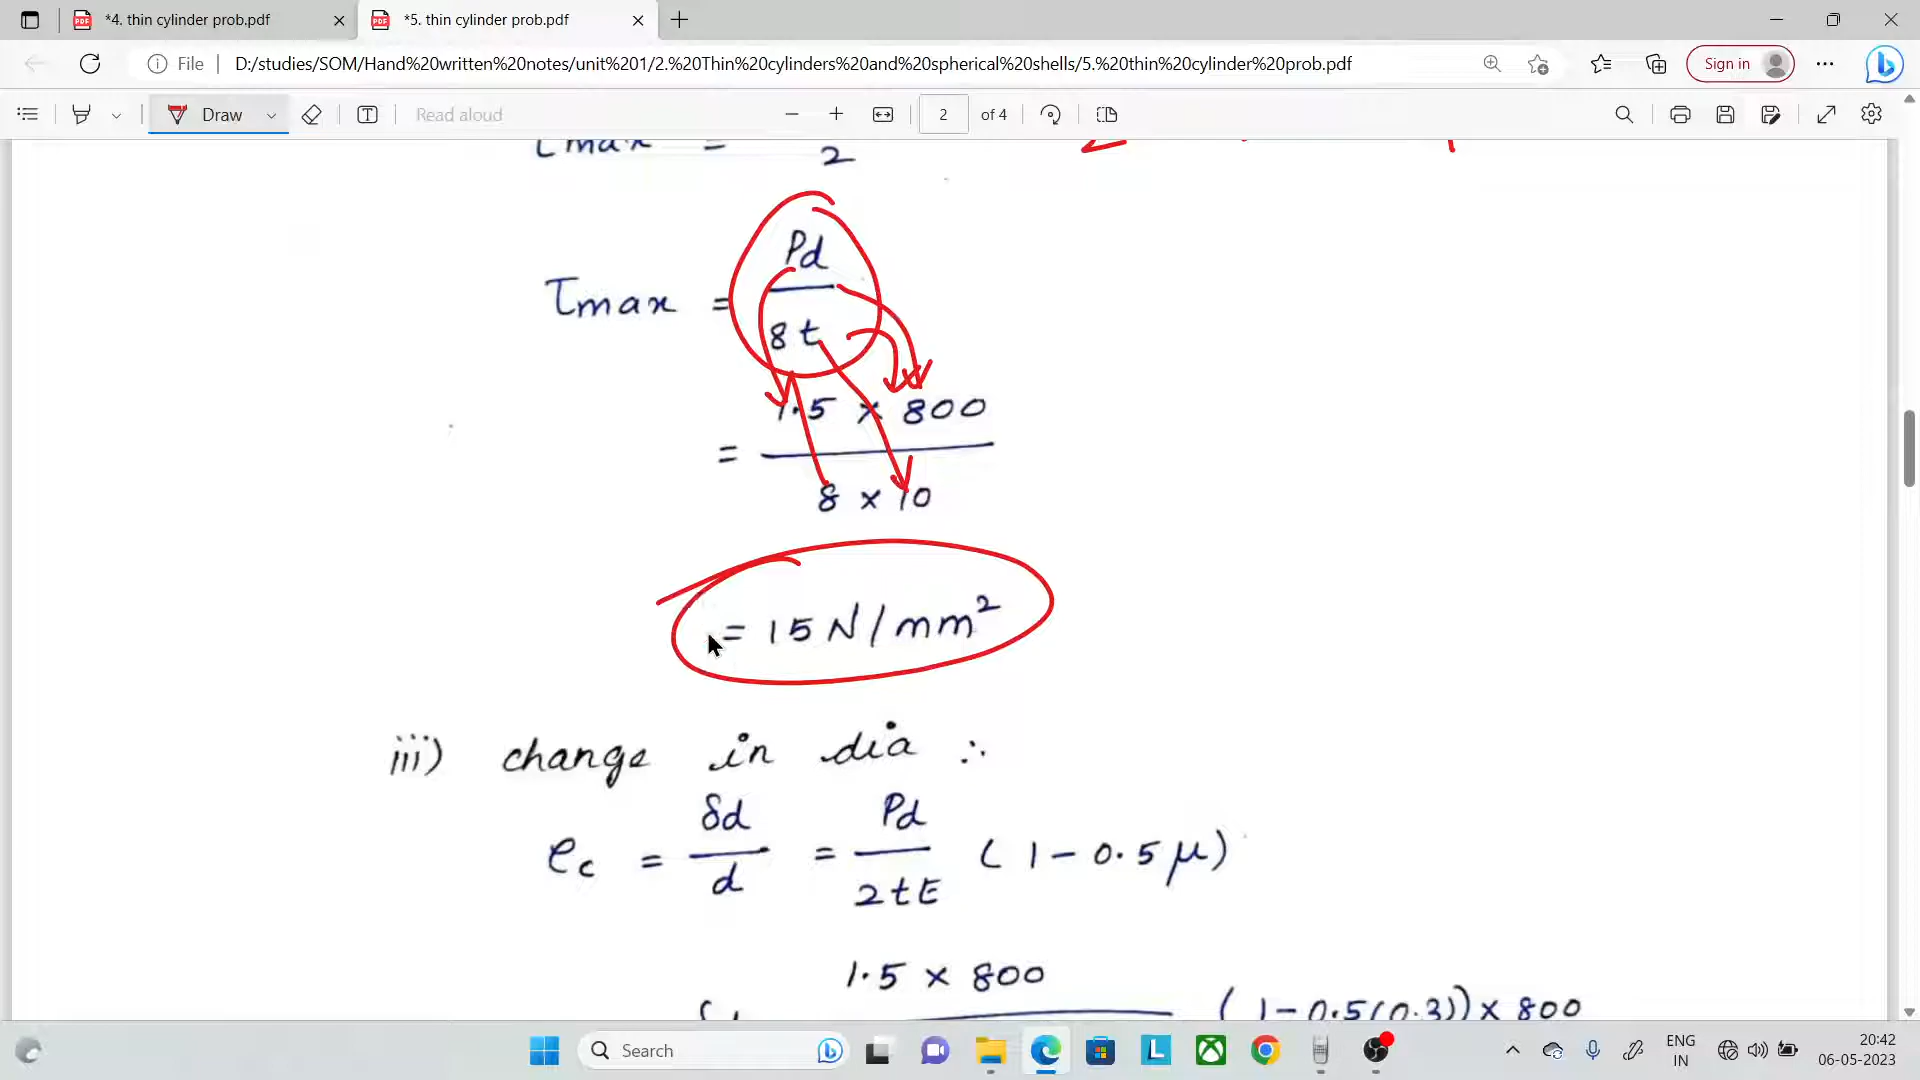 *4. thin cylinder prob.pdf
*5. thin cylinder prob.pdf
File
D:/studies/SOM/Hand%20written%20notes/unit%201/2.%20Thin%20cylinders%20and%20spherical%20shells/5.%20thin%20cylinder%20prob.pdf
Sign in
Draw
Read aloud
2 of 4
τmax =
2
τmax = Pd
8t
= 1.5 × 800
8 × 10
= 15 N/mm²
iii) change in dia :
ec = δd = Pd (1 - 0.5 μ)
d 2tE
1.5 × 800
(1-0.5(0.3)) × 800
Search
ENG
IN
20:42
06-05-2023